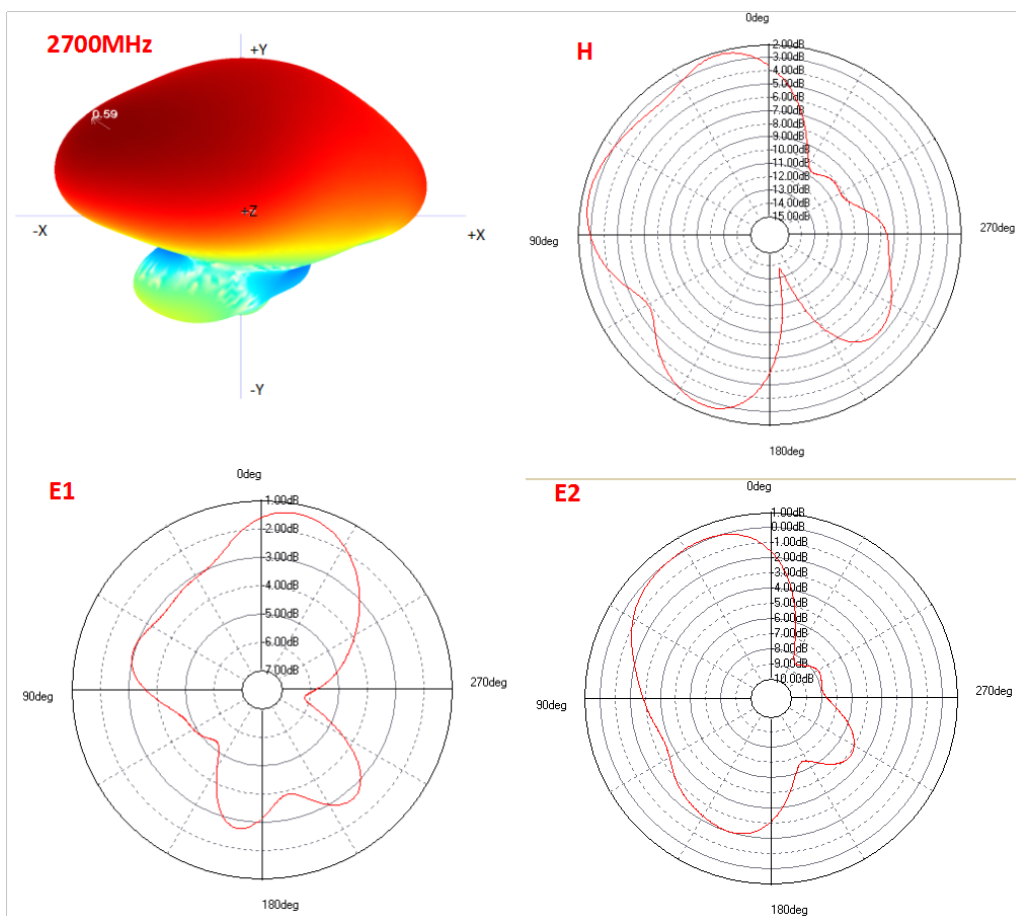 2700MHz
+Y
0.59
+Z
-X
+X
-Y
H
0deg
2.00dB
3.00dB
4.00dB
5.00dB
6.00dB
7.00dB
8.00dB
9.00dB
10.00dB
11.00dB
12.00dB
13.00dB
14.00dB
15.00dB
90deg
270deg
180deg
E1
0deg
1.00dB
2.00dB
3.00dB
4.00dB
5.00dB
6.00dB
7.00dB
90deg
270deg
180deg
E2
0deg
1.00dB
0.00dB
1.00dB
2.00dB
3.00dB
4.00dB
5.00dB
6.00dB
7.00dB
8.00dB
9.00dB
10.00dB
90deg
270deg
180deg